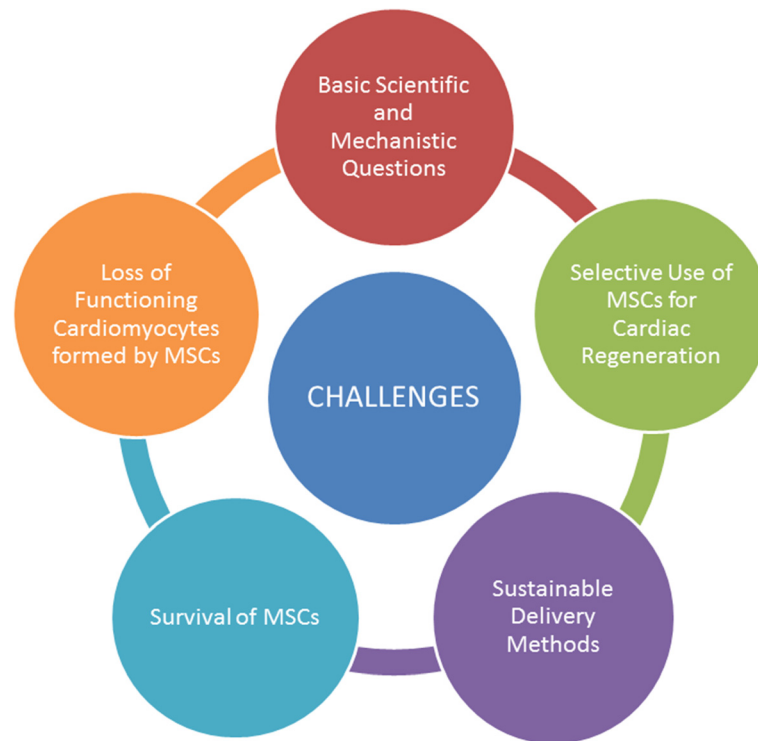 Basic Scientific
and
Mechanistic
Questions
Selective Use of
MSCs for
Cardiac
Regeneration
Sustainable
Delivery
Methods
Survival of MSCs
Loss of
Functioning
Cardiomyocytes
formed by MSCs
CHALLENGES